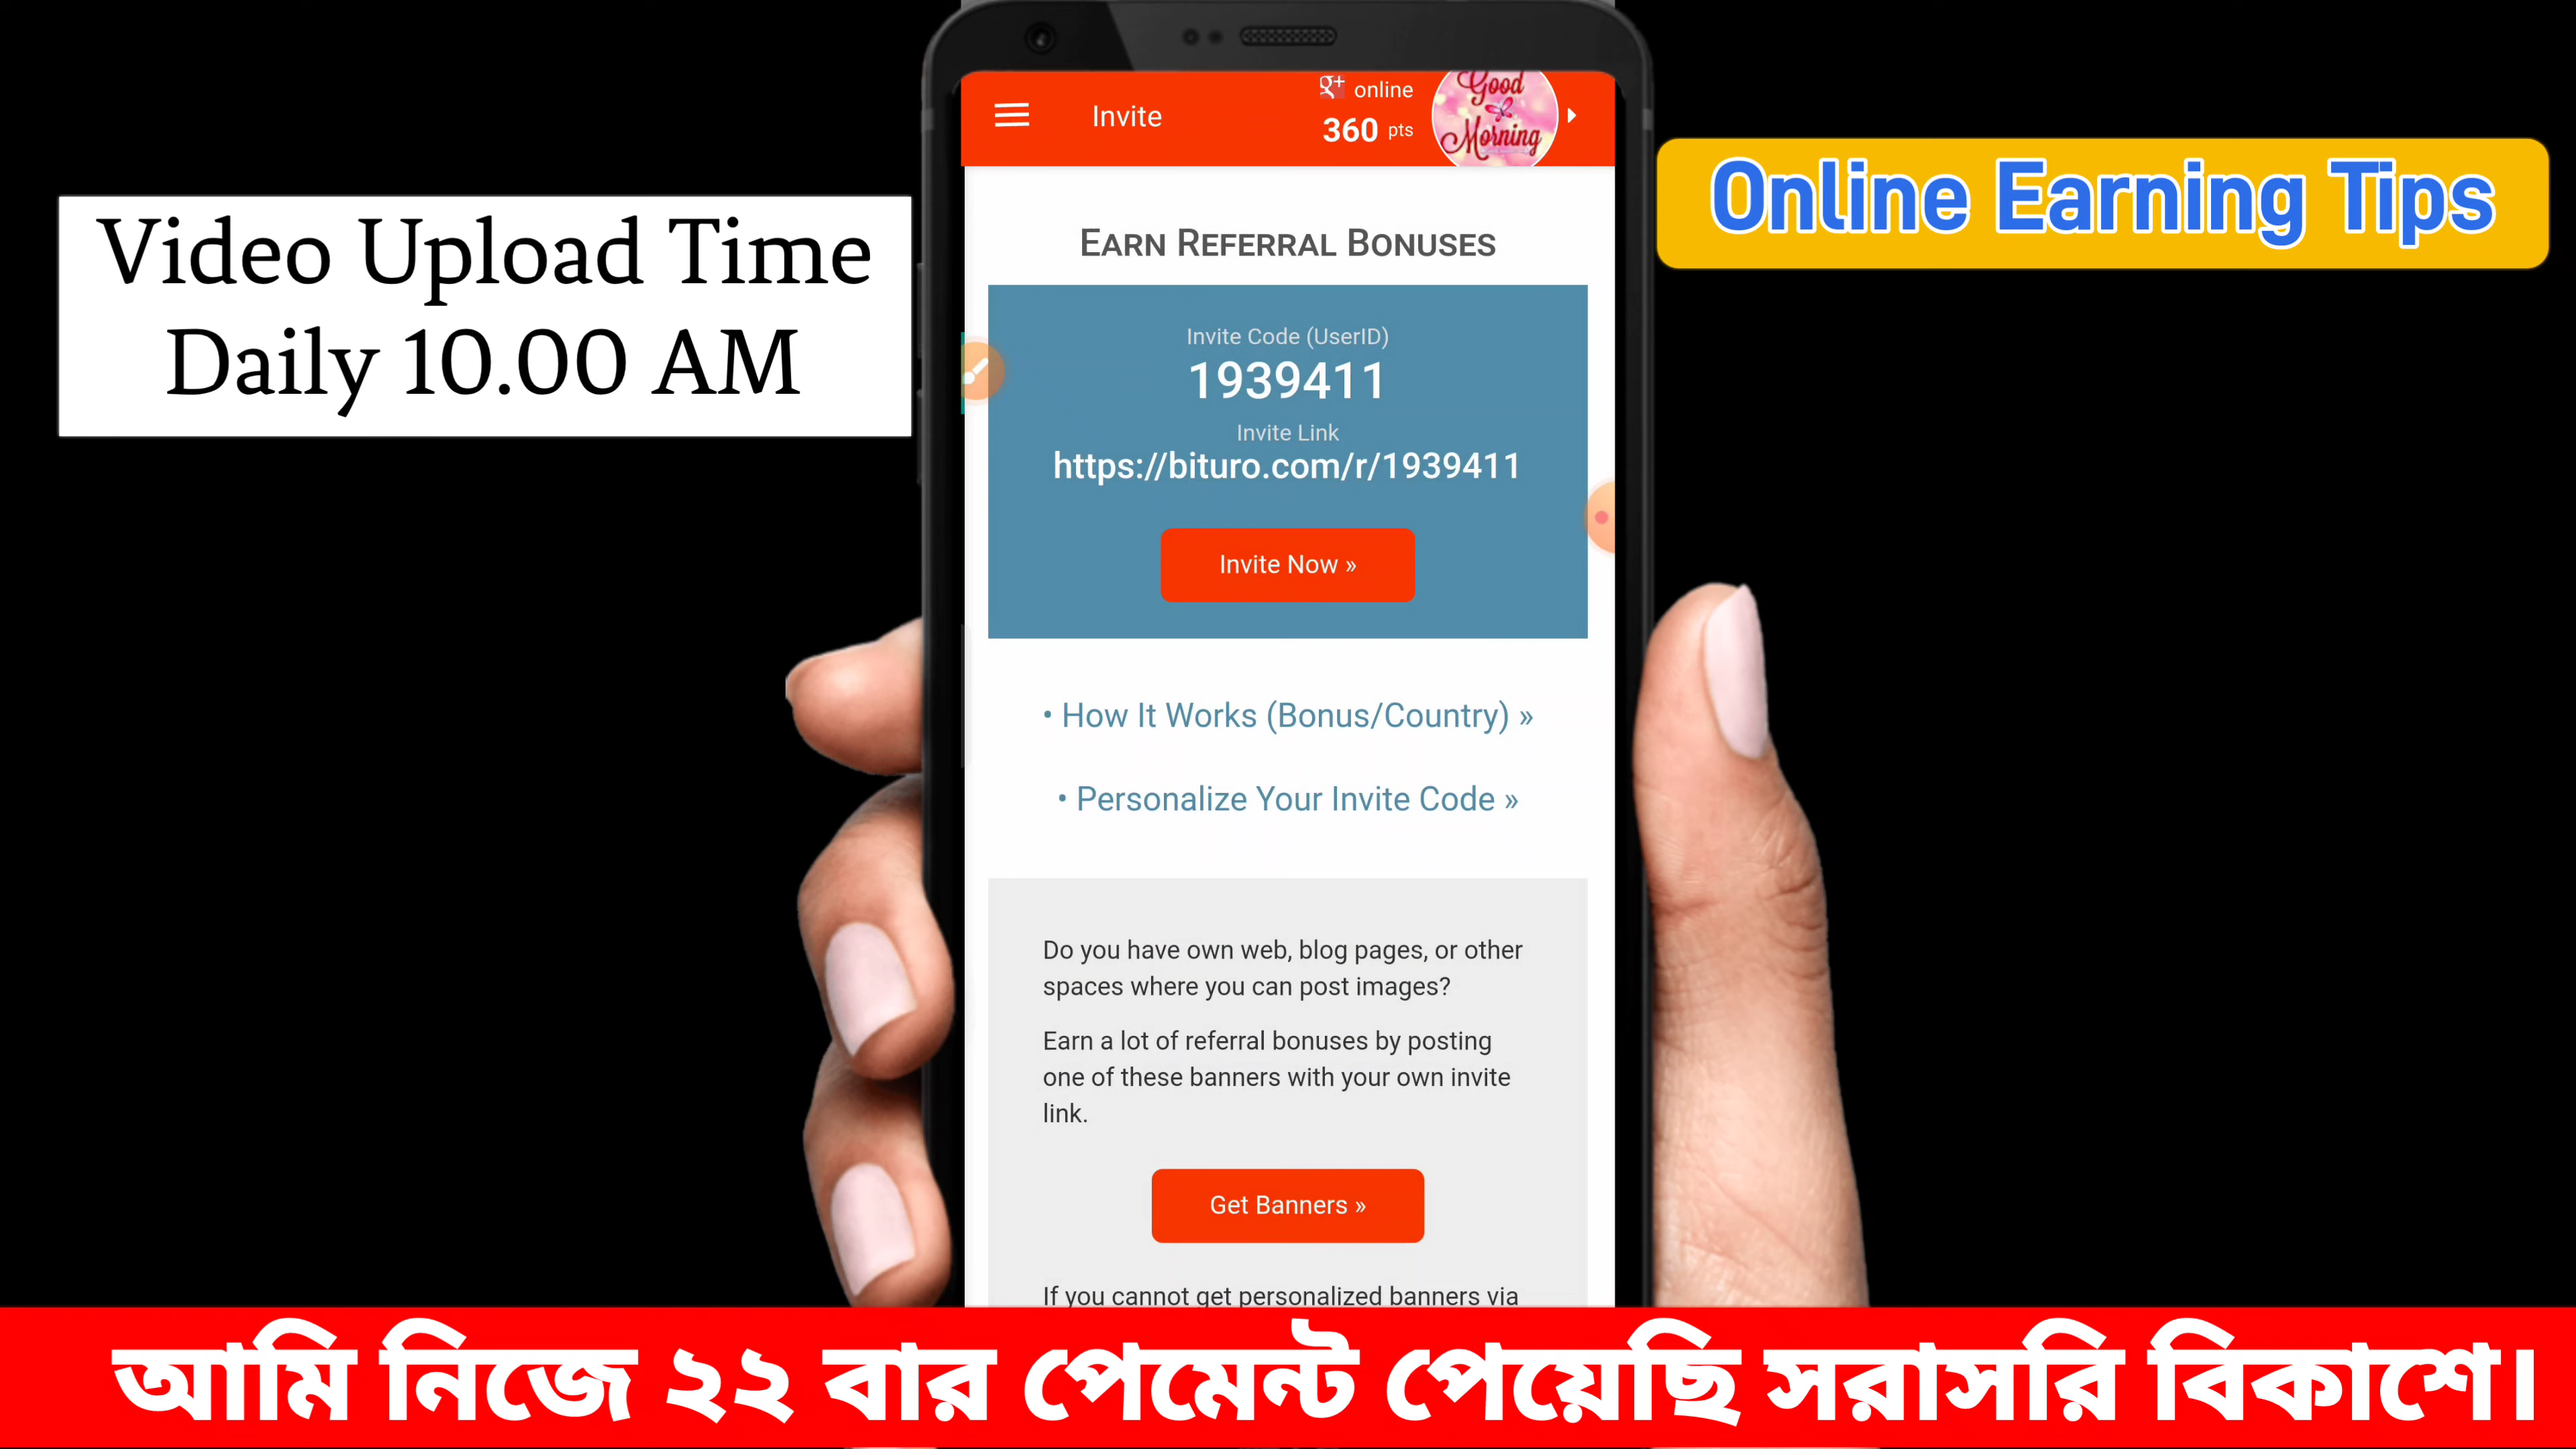 Video Upload Time
Daily 10.00 AM
Invite
g+ online
360 pts
Good
Morning
Online Earning Tips
EARN REFERRAL BONUSES
Invite Code (UserID)
1939411
Invite Link
https://bituro.com/r/1939411
Invite Now »
• How It Works (Bonus/Country) »
• Personalize Your Invite Code »
Do you have own web, blog pages, or other
spaces where you can post images?
Earn a lot of referral bonuses by posting
one of these banners with your own invite
link.
Get Banners »
If you cannot get personalized banners via
আমি নিজে ২২ বার পেমেন্ট পেয়েছি সরাসরি বিকাশে।